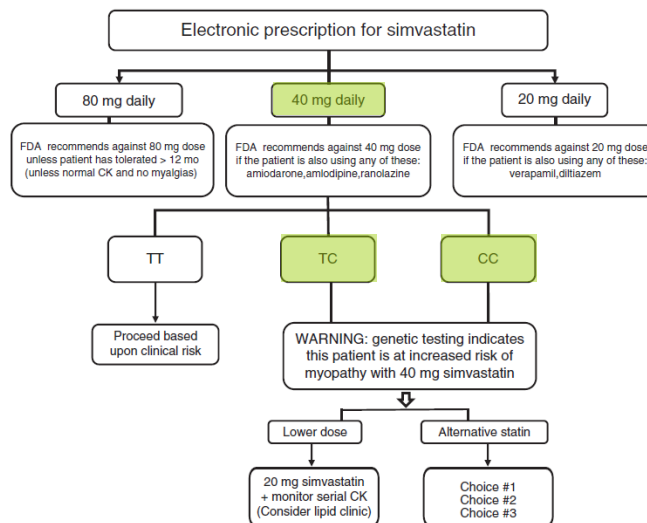 Electronic prescription for simvastatin
80 mg daily
40 mg daily
20 mg daily
FDA recommends against 80 mg dose
unless patient has tolerated > 12 mo
(unless normal CK and no myalgias)
FDA recommends against 40 mg dose
if the patient is also using any of these:
amiodarone,amlodipine,ranolazine
FDA recommends against 20 mg dose
if the patient is also using any of these:
verapamil,diltiazem
TT
TC
CC
Proceed based
upon clinical risk
WARNING: genetic testing indicates
this patient is at increased risk of
myopathy with 40 mg simvastatin
Lower dose
Alternative statin
20 mg simvastatin
+ monitor serial CK
(Consider lipid clinic)
Choice #1
Choice #2
Choice #3